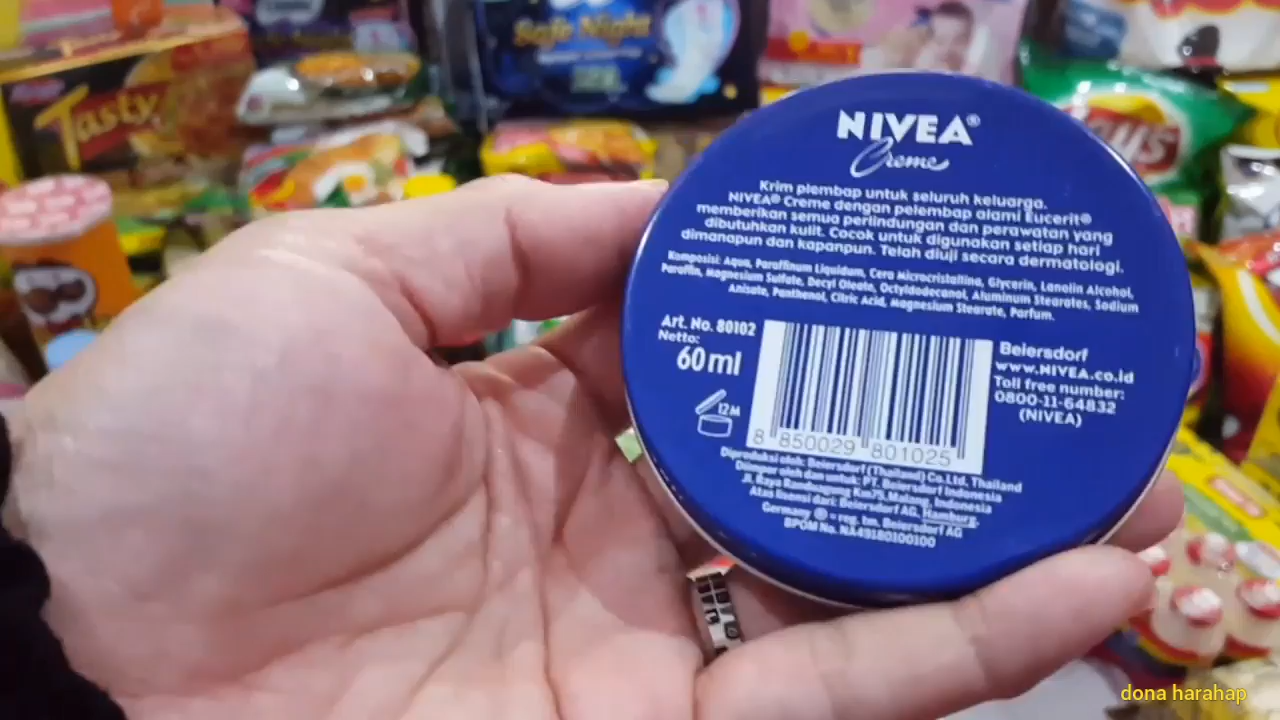 Safe Night
Tasty
Lay's
NIVEA®
Creme
Krim plembap untuk seluruh keluarga.
NIVEA® Creme dengan pelembap alami Eucerit®
memberikan semua perlindungan dan perawatan yang
dibutuhkan kulit. Cocok untuk digunakan setiap hari
dimanapun dan kapanpun. Telah diuji secara dermatologi.
Komposisi: Aqua, Paraffinum Liquidum, Cera Microcristallina, Glycerin, Lanolin Alcohol,
Paraffin, Magnesium Sulfate, Decyl Oleate, Octyldodecanol, Aluminum Stearates, Sodium
Anisate, Panthenol, Citric Acid, Magnesium Stearate, Parfum.
Art. No. 80102
Netto:
60 ml
12M
8 850029 801025
Beiersdorf
www.NIVEA.co.id
Toll free number:
0800-11-64832
(NIVEA)
Diproduksi oleh: Beiersdorf (Thailand) Co.Ltd. Thailand
Diimpor oleh dan untuk: PT. Beiersdorf Indonesia
Jl. Raya Randuagung Km75, Malang, Indonesia
Atas lisensi dari: Beiersdorf AG, Hamburg,
Germany ® = reg. tm. Beiersdorf AG
BPOM No. NA49180100100
dona harahap